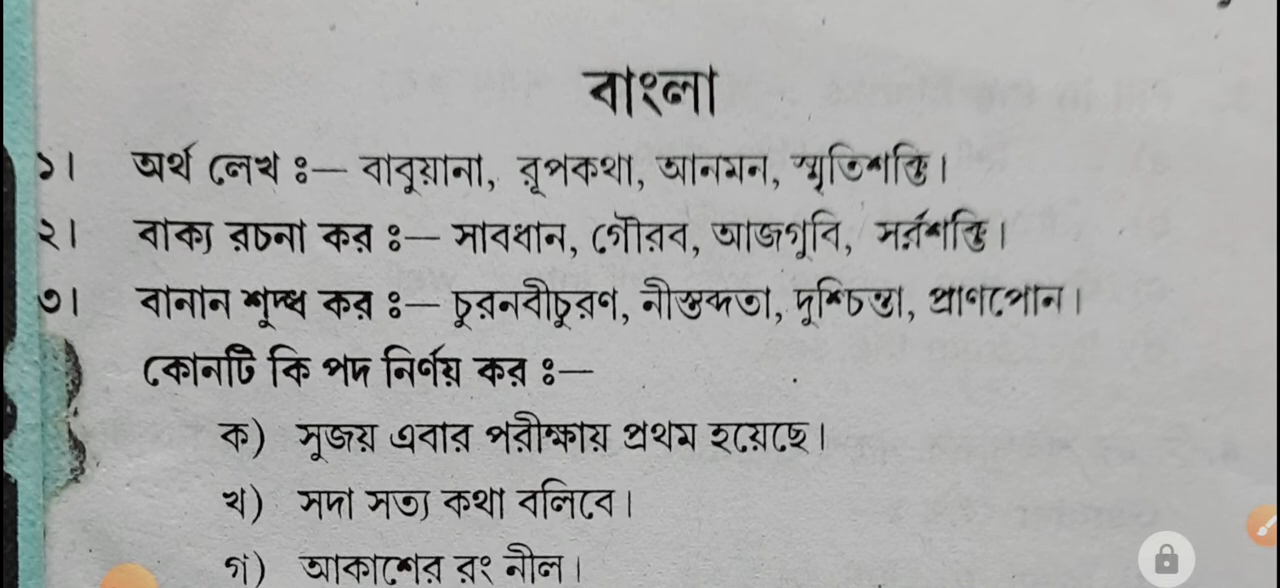 বাংলা
১। অর্থ লেখ ঃ— বাবুয়ানা, রূপকথা, আনমন, স্মৃতিশক্তি।
২। বাক্য রচনা কর ঃ— সাবধান, গৌরব, আজগুবি, সর্বশক্তি।
৩। বানান শুদ্ধ কর ঃ— চুরনবীচুরণ, নীস্তব্দতা, দুশ্চিন্তা, প্রাণপোন।
কোনটি কি পদ নির্ণয় কর ঃ—
ক) সুজয় এবার পরীক্ষায় প্রথম হয়েছে।
খ) সদা সত্য কথা বলিবে।
গ) আকাশের রং নীল।